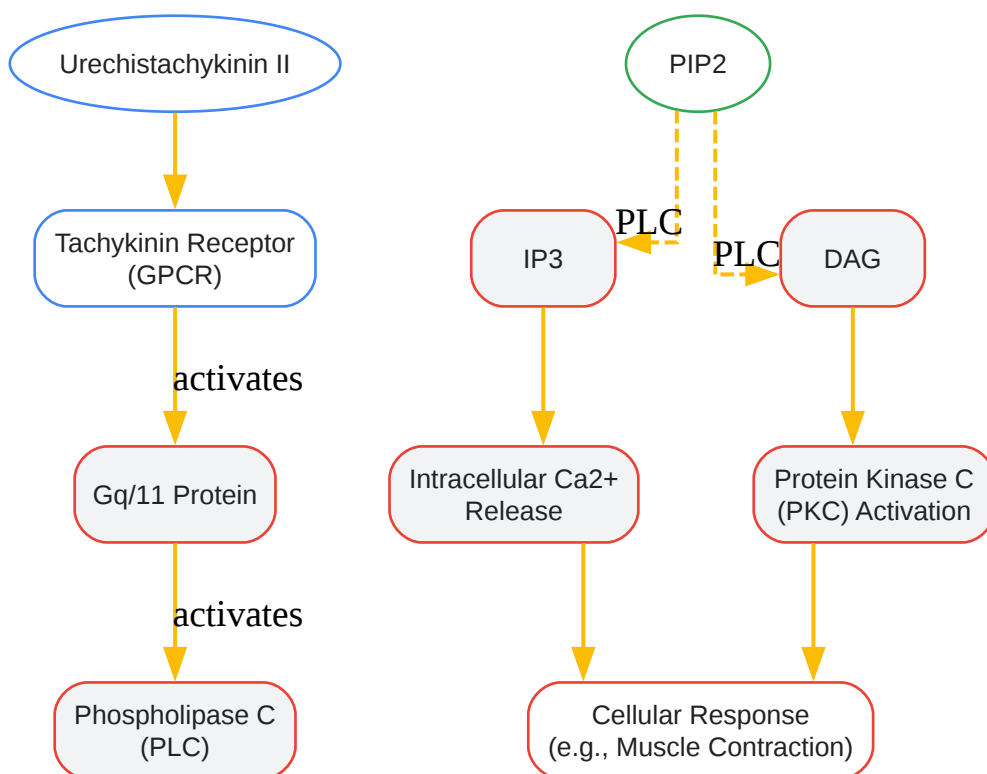 Urechistachykinin II
PIP2
Tachykinin Receptor
(GPCR)
PLC
IP3
PLC
DAG
activates
Gq/11 Protein
Intracellular Ca2+
Release
Protein Kinase C
(PKC) Activation
activates
Phospholipase C
(PLC)
Cellular Response
(e.g., Muscle Contraction)